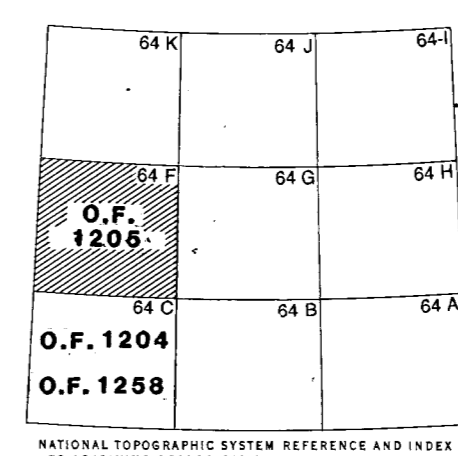 64 K 64 J 64-I
64 F 64 G 64 H
O.F.
1205
64 C 64 B 64 A
O.F. 1204
O.F. 1258
NATIONAL TOPOGRAPHIC SYSTEM REFERENCE AND INDEX